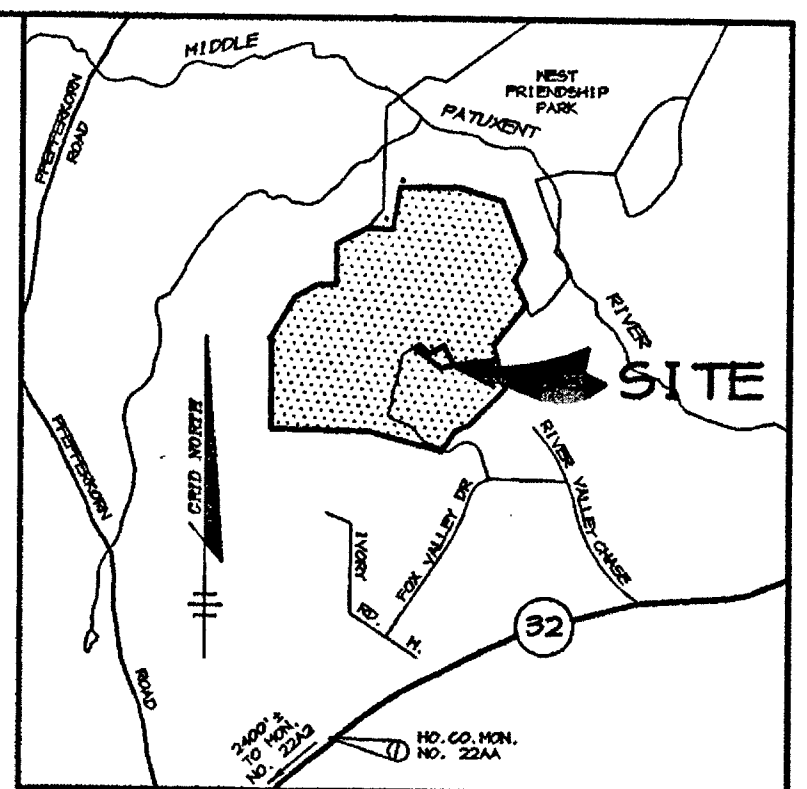 MIDDLE
PATUXENT
RIVER
WEST
FRIENDSHIP
PARK
PFEFFERKORN
ROAD
SITE
GRID NORTH
PFEFFERKORN
ROAD
RIVER VALLEY CHASE
FOX VALLEY DR
IVORY
RD. W.
32
2400' ±
TO MON.
NO. 22A2
HO. CO. MON.
NO. 22AA